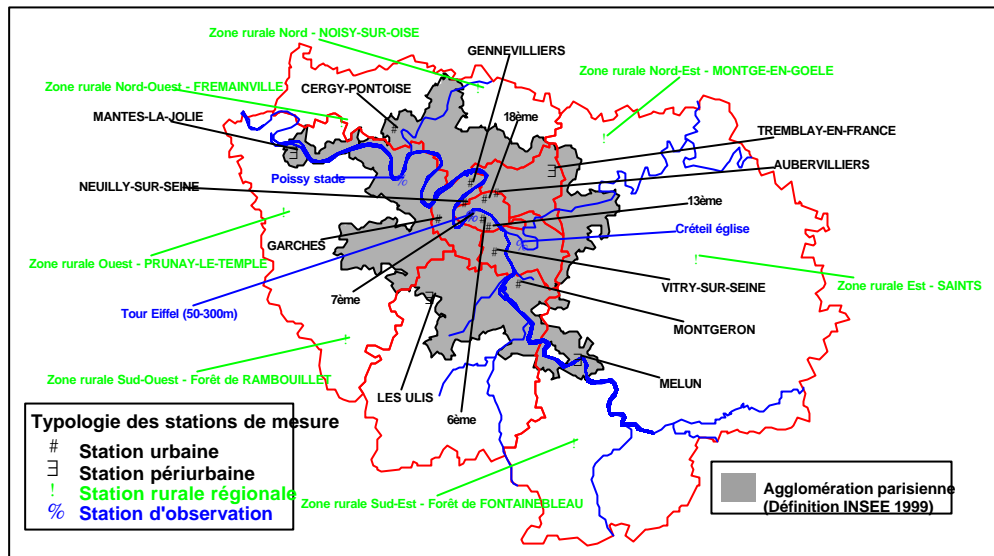 Zone rurale Nord - NOISY-SUR-OISE
GENNEVILLIERS
Zone rurale Nord-Est - MONTGE-EN-GOELE
Zone rurale Nord-Ouest - FREMAINVILLE
CERGY-PONTOISE
18ème
MANTES-LA-JOLIE
TREMBLAY-EN-FRANCE
AUBERVILLIERS
Poissy stade
NEUILLY-SUR-SEINE
13ème
GARCHES
Créteil église
Zone rurale Ouest - PRUNAY-LE-TEMPLE
7ème
VITRY-SUR-SEINE
Zone rurale Est - SAINTS
Tour Eiffel (50-300m)
MONTGERON
Zone rurale Sud-Ouest - Forêt de RAMBOUILLET
LES ULIS
MELUN
6ème
Typologie des stations de mesure
# Station urbaine
∃ Station périurbaine
! Station rurale régionale
% Station d'observation
Zone rurale Sud-Est - Forêt de FONTAINEBLEAU
Agglomération parisienne
(Définition INSEE 1999)